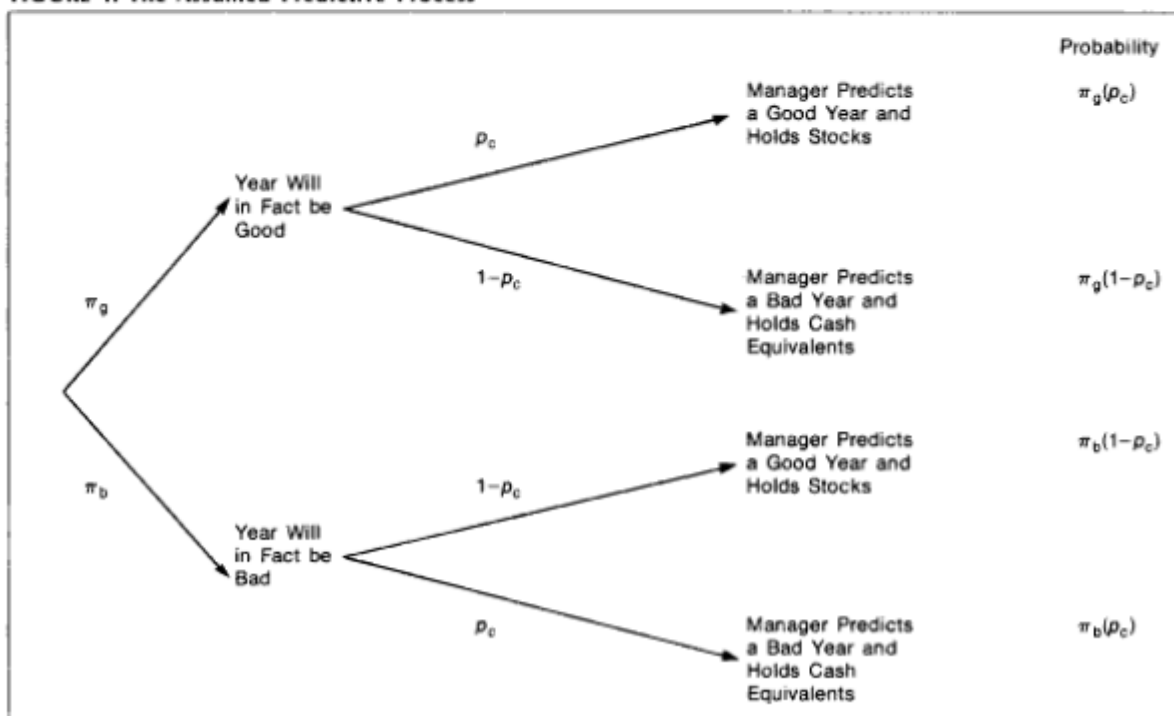 Probability
Manager Predicts
a Good Year and
Holds Stocks
π_g(p_c)
p_c
Year Will
in Fact be
Good
1-p_c
Manager Predicts
a Bad Year and
Holds Cash
Equivalents
π_g(1-p_c)
π_g
π_b
Manager Predicts
a Good Year and
Holds Stocks
π_b(1-p_c)
1-p_c
Year Will
in Fact be
Bad
p_c
Manager Predicts
a Bad Year and
Holds Cash
Equivalents
π_b(p_c)